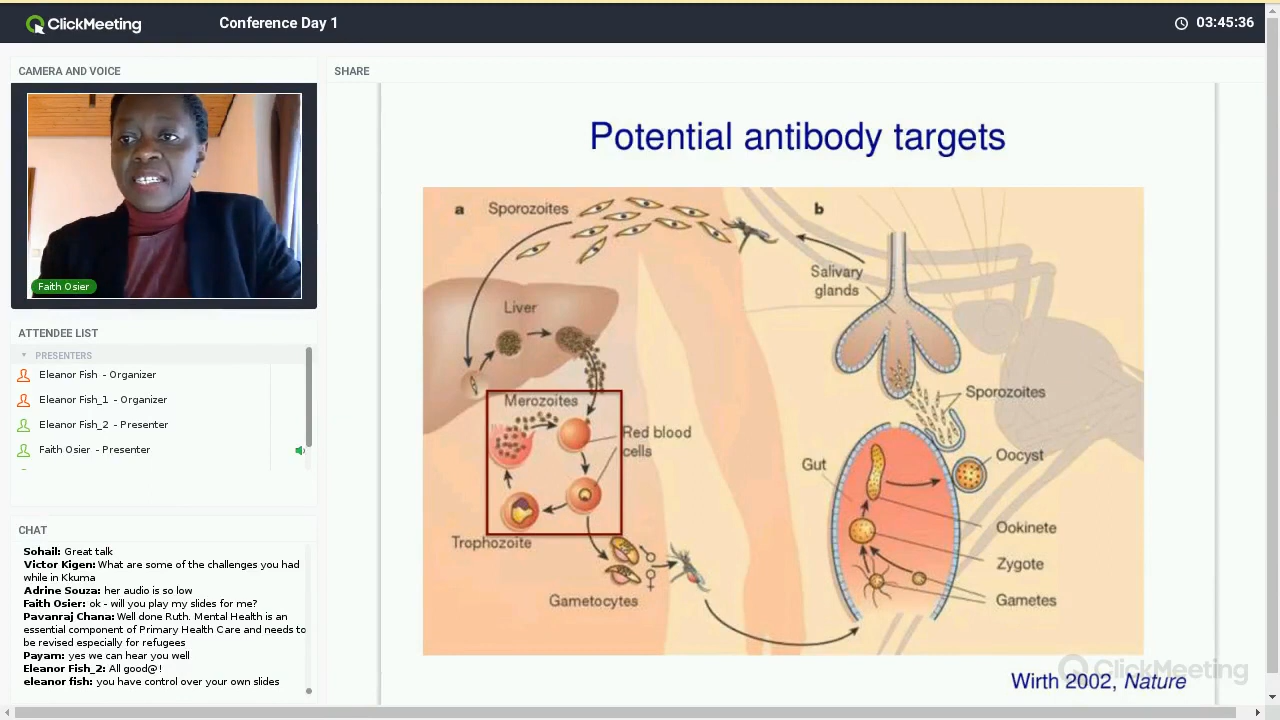 ClickMeeting
Conference Day 1
03:45:36
CAMERA AND VOICE
Faith Osier
ATTENDEE LIST
PRESENTERS
Eleanor Fish - Organizer
Eleanor Fish_1 - Organizer
Eleanor Fish_2 - Presenter
Faith Osier - Presenter
CHAT
Sohail: Great talk
Victor Kigen: What are some of the challenges you had
while in Kkuma
Adrine Souza: her audio is so low
Faith Osier: ok - will you play my slides for me?
Pavanraj Chana: Well done Ruth. Mental Health is an
essential component of Primary Health Care and needs to
be revised especially for refugees
Payam: yes we can hear you well
Eleanor Fish_2: All good@!
eleanor fish: you have control over your own slides
SHARE
Potential antibody targets
a
Sporozoites
Liver
Merozoites
Red blood
cells
Trophozoite
♂
♀
Gametocytes
b
Salivary
glands
Sporozoites
Gut
Oocyst
Ookinete
Zygote
Gametes
ClickMeeting
Wirth 2002, Nature